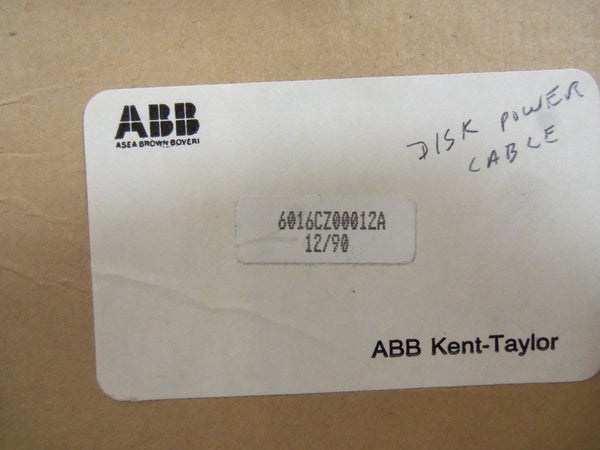 ABB
ASEA BROWN BOVERI
DISK POWER
CABLE
6016CZ00012A
12/90
ABB Kent-Taylor